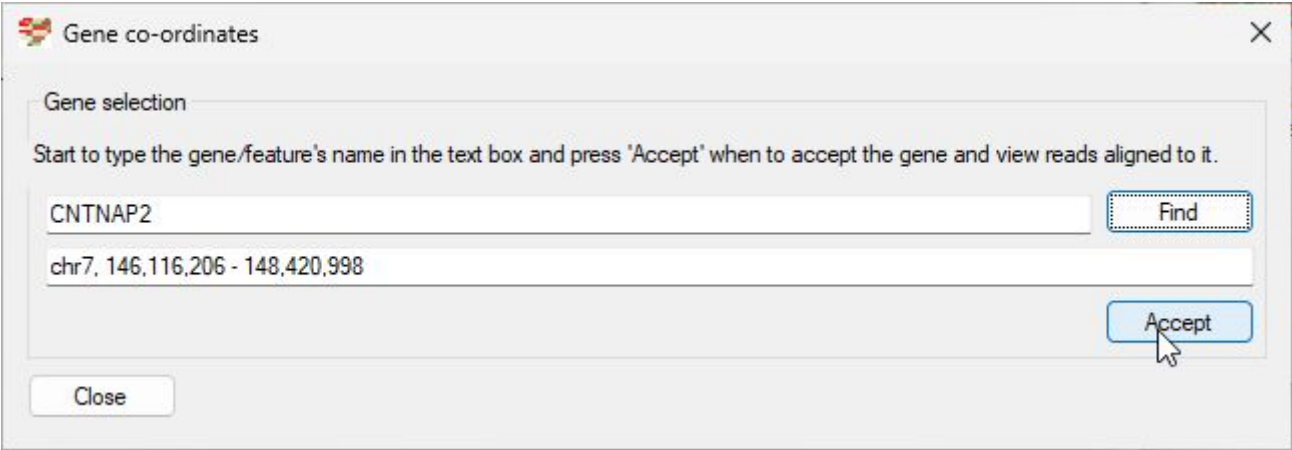 Gene co-ordinates
Gene selection
Start to type the gene/feature's name in the text box and press 'Accept' when to accept the gene and view reads aligned to it.
CNTNAP2
Find
chr7, 146,116,206 - 148,420,998
Accept
Close